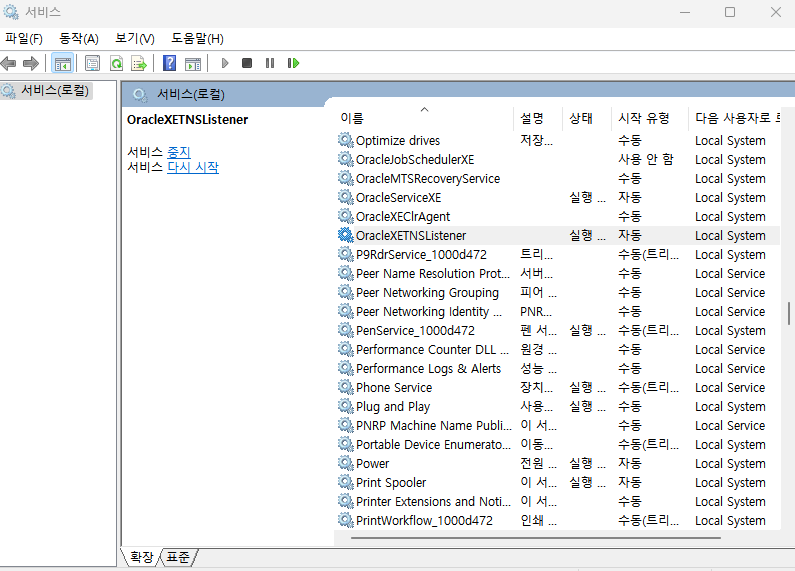 서비스
파일(F) 동작(A) 보기(V) 도움말(H)
서비스(로컬)
서비스(로컬)
OracleXETNSListener
서비스 중지
서비스 다시 시작
이름 설명 상태 시작 유형 다음 사용자로 로
Optimize drives 저장... 수동 Local System
OracleJobSchedulerXE 사용 안 함 Local System
OracleMTSRecoveryService 수동 Local System
OracleServiceXE 실행 ... 자동 Local System
OracleXEClrAgent 수동 Local System
OracleXETNSListener 실행 ... 자동 Local System
P9RdrService_1000d472 트리... 수동(트리... Local System
Peer Name Resolution Prot... 서버... 수동 Local Service
Peer Networking Grouping 피어 ... 수동 Local Service
Peer Networking Identity ... PNR... 수동 Local Service
PenService_1000d472 펜 서... 실행 ... 수동(트리... Local System
Performance Counter DLL ... 원경 ... 수동 Local Service
Performance Logs & Alerts 성능 ... 수동 Local Service
Phone Service 장치... 실행 ... 수동(트리... Local Service
Plug and Play 사용... 실행 ... 수동 Local System
PNRP Machine Name Publi... 이 서... 수동 Local Service
Portable Device Enumerato... 이동... 수동(트리... Local System
Power 전원 ... 실행 ... 자동 Local System
Print Spooler 이 서... 실행 ... 자동 Local System
Printer Extensions and Noti... 이 서... 수동 Local System
PrintWorkflow_1000d472 인쇄 ... 수동(트리... Local System
확장 표준